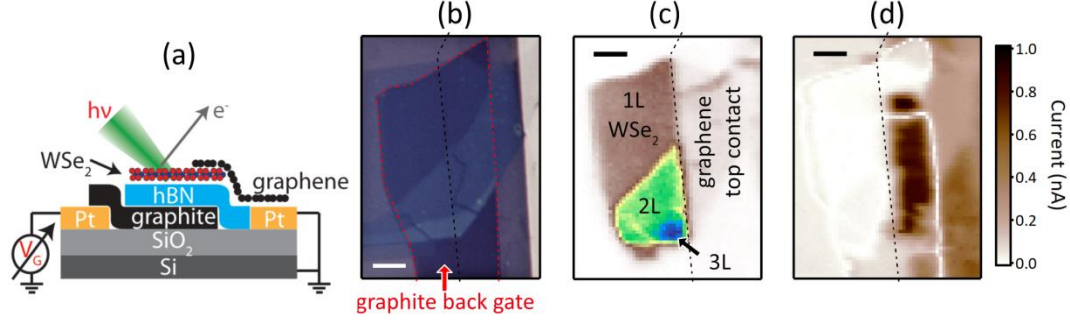 (a)
hν
e⁻
WSe₂
graphene
hBN
Pt
graphite
Pt
SiO₂
Si
V_G
(b)
graphite back gate
(c)
1L
WSe₂
2L
3L
graphene
top contact
(d)
1.0
0.8
0.6
0.4
0.2
0.0
Current (nA)